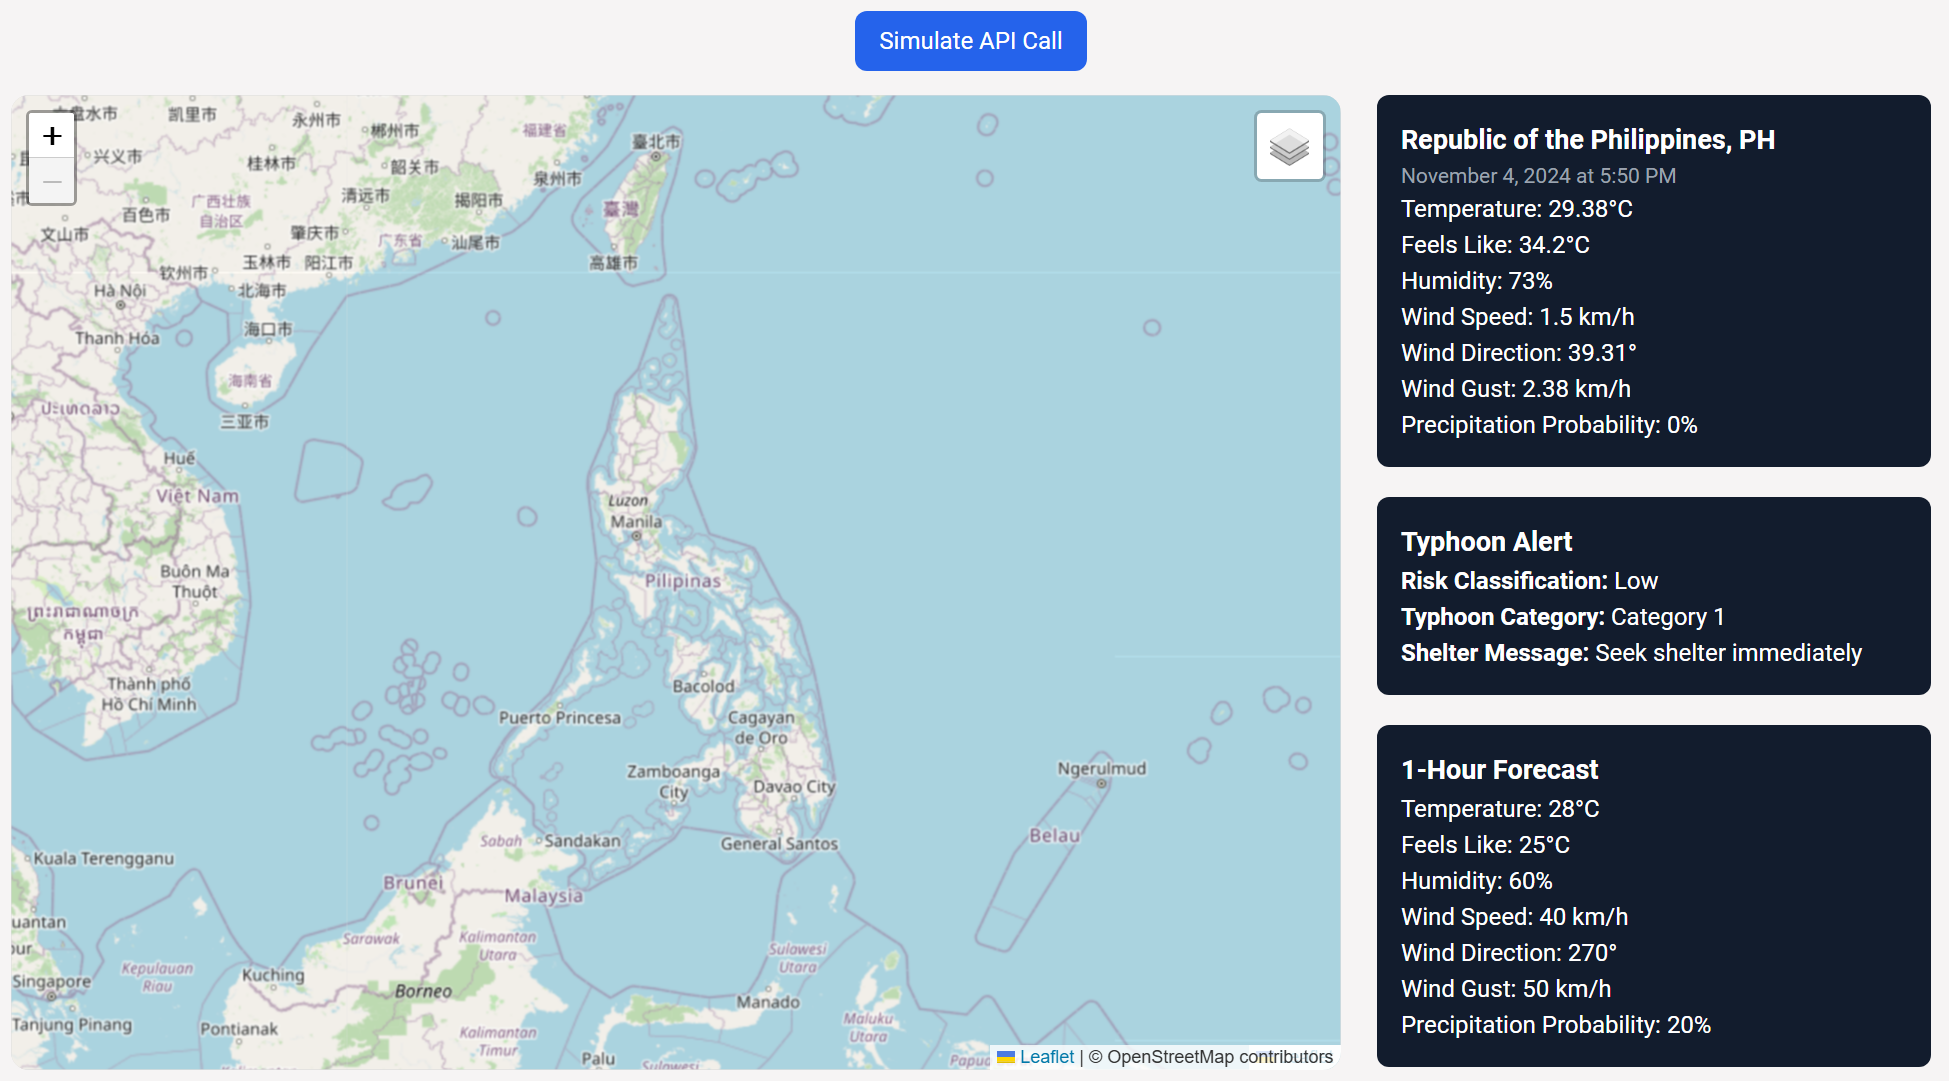 Simulate API Call
+
−
六盘水市
凯里市
永州市
郴州市
福建省
臺北市
兴义市
桂林市
韶关市
泉州市
百色市
广西壮族
自治区
清远市
揭阳市
臺灣
文山市
肇庆市
广东省
汕尾市
钦州市
玉林市
阳江市
高雄市
Hà Nội
北海市
Thanh Hóa
海口市
海南省
三亚市
ປະເທດລາວ
Huế
Việt Nam
Luzon
Manila
Buôn Ma
Thuột
Pilipinas
ព្រះរាជាណាចក្រ
កម្ពុជា
Thành phố
Hồ Chí Minh
Bacolod
Puerto Princesa
Cagayan
de Oro
Zamboanga
City
Davao City
Ngerulmud
Sabah
Sandakan
General Santos
Belau
Kuala Terengganu
Brunei
Malaysia
uantan
Sarawak
Kalimantan
Utara
Sulawesi
Utara
Kepulauan
Riau
Kuching
Singapore
Borneo
Manado
Tanjung Pinang
Pontianak
Kalimantan
Timur
Maluku
Utara
Palu
Leaflet | © OpenStreetMap contributors
Republic of the Philippines, PH
November 4, 2024 at 5:50 PM
Temperature: 29.38°C
Feels Like: 34.2°C
Humidity: 73%
Wind Speed: 1.5 km/h
Wind Direction: 39.31°
Wind Gust: 2.38 km/h
Precipitation Probability: 0%
Typhoon Alert
Risk Classification: Low
Typhoon Category: Category 1
Shelter Message: Seek shelter immediately
1-Hour Forecast
Temperature: 28°C
Feels Like: 25°C
Humidity: 60%
Wind Speed: 40 km/h
Wind Direction: 270°
Wind Gust: 50 km/h
Precipitation Probability: 20%